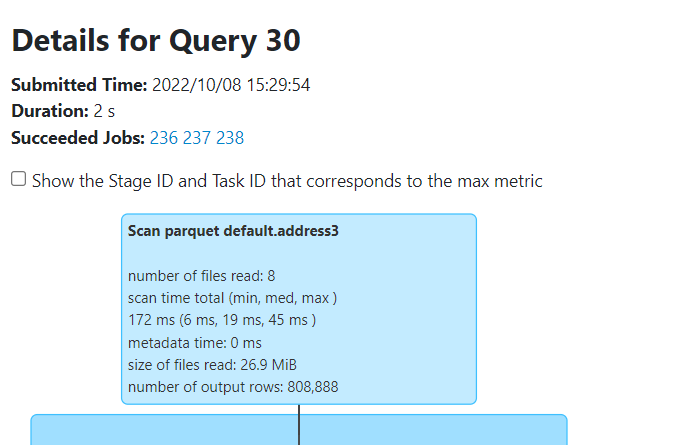 Details for Query 30
Submitted Time: 2022/10/08 15:29:54
Duration: 2 s
Succeeded Jobs: 236 237 238
Show the Stage ID and Task ID that corresponds to the max metric
Scan parquet default.address3
number of files read: 8
scan time total (min, med, max )
172 ms (6 ms, 19 ms, 45 ms )
metadata time: 0 ms
size of files read: 26.9 MiB
number of output rows: 808,888